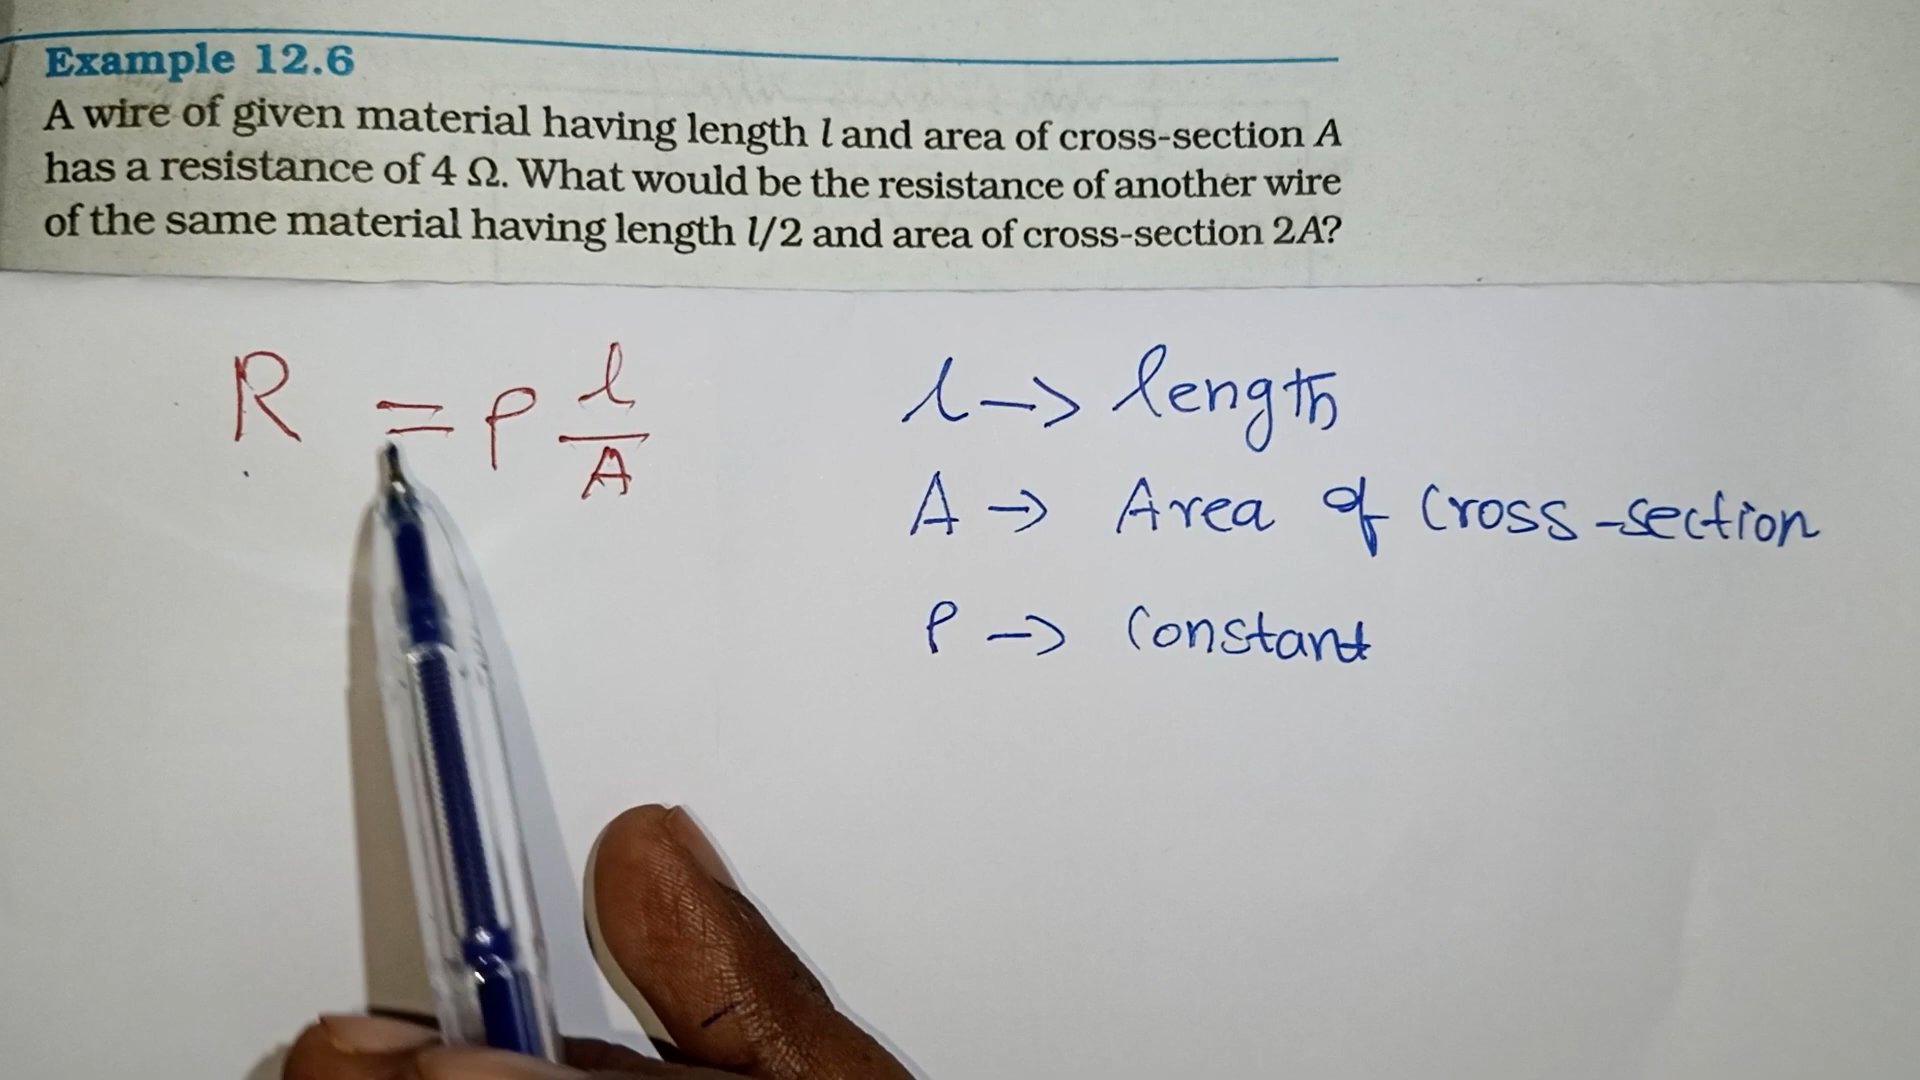 Example 12.6
A wire of given material having length l and area of cross-section A
has a resistance of 4 Ω. What would be the resistance of another wire
of the same material having length l/2 and area of cross-section 2A?
R = ρ l/A
l -> length
A -> Area of cross-section
ρ -> constant